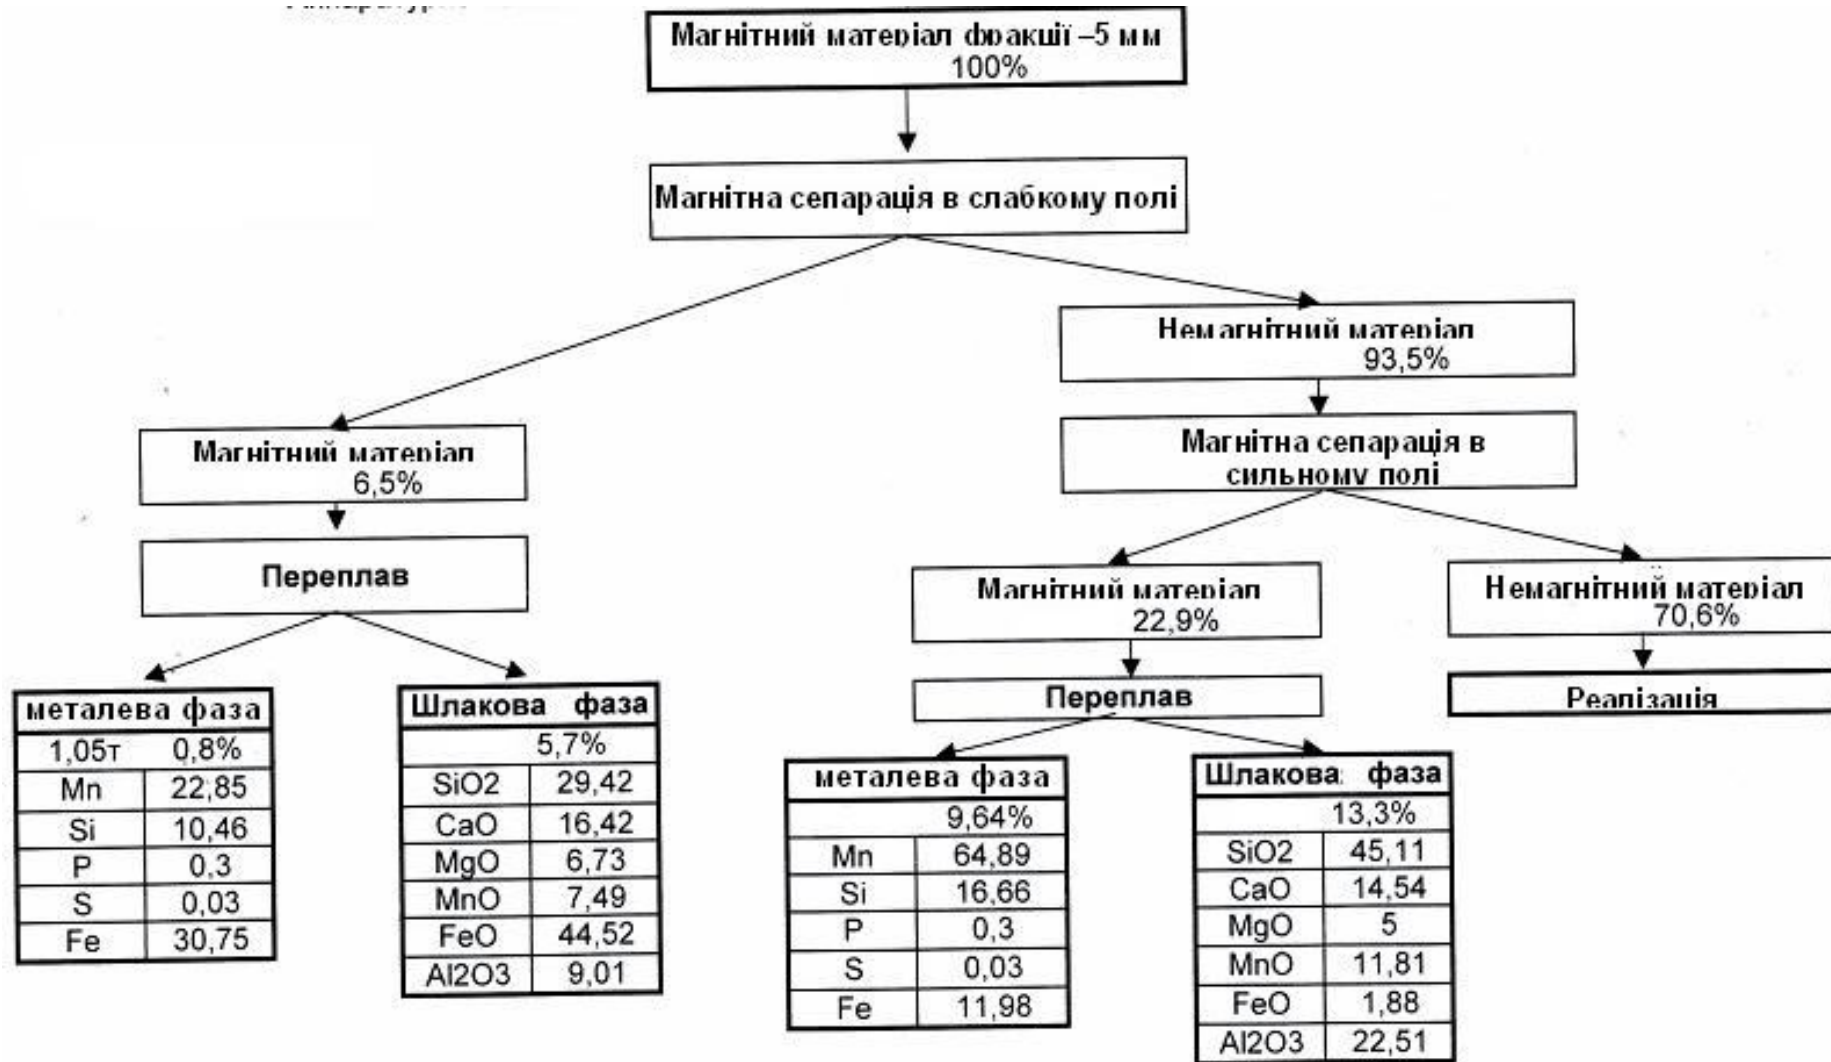 Магнітний матеріал фракції –5 мм
100%
Магнітна сепарація в слабкому полі
Немагнітний матеріал
93,5%
Магнітний матеріал
6,5%
Магнітна сепарація в
сильному полі
Переплав
Магнітний матеріал
22,9%
Немагнітний матеріал
70,6%
Переплав
Реалізація
металева фаза
1,05т 0,8%
Mn 22,85
Si 10,46
P 0,3
S 0,03
Fe 30,75
Шлакова фаза
5,7%
SiO2 29,42
CaO 16,42
MgO 6,73
MnO 7,49
FeO 44,52
Al2O3 9,01
металева фаза
9,64%
Mn 64,89
Si 16,66
P 0,3
S 0,03
Fe 11,98
Шлакова: фаза
13,3%
SiO2 45,11
CaO 14,54
MgO 5
MnO 11,81
FeO 1,88
Al2O3 22,51